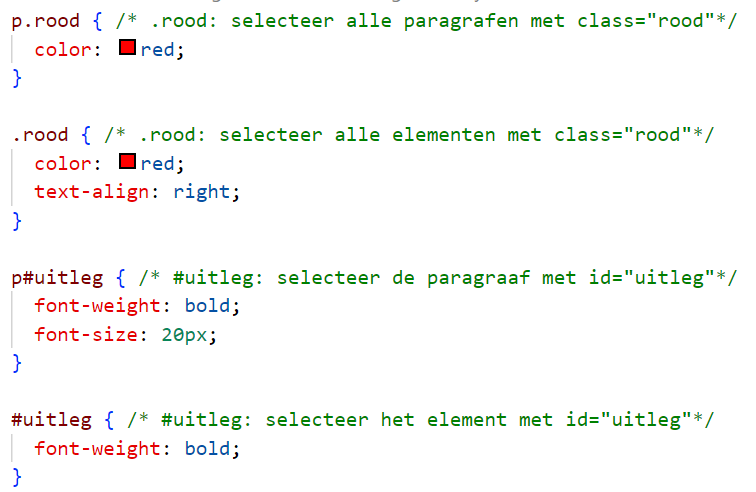 p.rood { /* .rood: selecteer alle paragrafen met class="rood"*/
color: red;
}
.rood { /* .rood: selecteer alle elementen met class="rood"*/
color: red;
text-align: right;
}
p#uitleg { /* #uitleg: selecteer de paragraaf met id="uitleg"*/
font-weight: bold;
font-size: 20px;
}
#uitleg { /* #uitleg: selecteer het element met id="uitleg"*/
font-weight: bold;
}